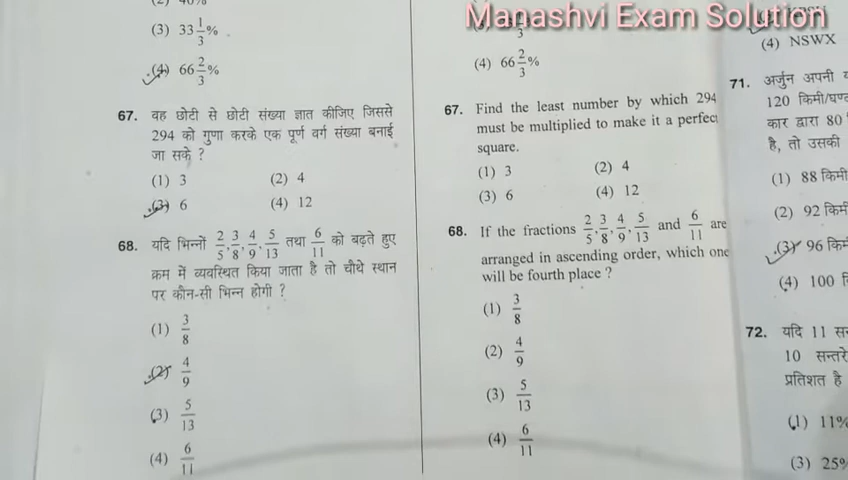 Manashvi Exam Solution
(3) 33 1/3 %
(4) 66 2/3 %
67. वह छोटी से छोटी संख्या ज्ञात कीजिए जिससे
294 को गुणा करके एक पूर्ण वर्ग संख्या बनाई
जा सके ?
(1) 3 (2) 4
(3) 6 (4) 12
68. यदि भिन्नों 2/5, 3/8, 4/9, 5/13 तथा 6/11 को बढ़ते हुए
क्रम में व्यवस्थित किया जाता है तो चौथे स्थान
पर कौन-सी भिन्न होगी ?
(1) 3/8
(2) 4/9
(3) 5/13
(4) 6/11
(4) 66 2/3 %
67. Find the least number by which 294
must be multiplied to make it a perfect
square.
(1) 3 (2) 4
(3) 6 (4) 12
68. If the fractions 2/5, 3/8, 4/9, 5/13 and 6/11 are
arranged in ascending order, which one
will be fourth place ?
(1) 3/8
(2) 4/9
(3) 5/13
(4) 6/11
(4) NSWX
71. अर्जुन अपनी
120 किमी/घण्
कार द्वारा 80
है, तो उसकी
(1) 88 किमी
(2) 92 किमी
(3) 96 किमी
(4) 100
72. यदि 11 सन्
10 सन्तरे
प्रतिशत है
(1) 11%
(3) 25%